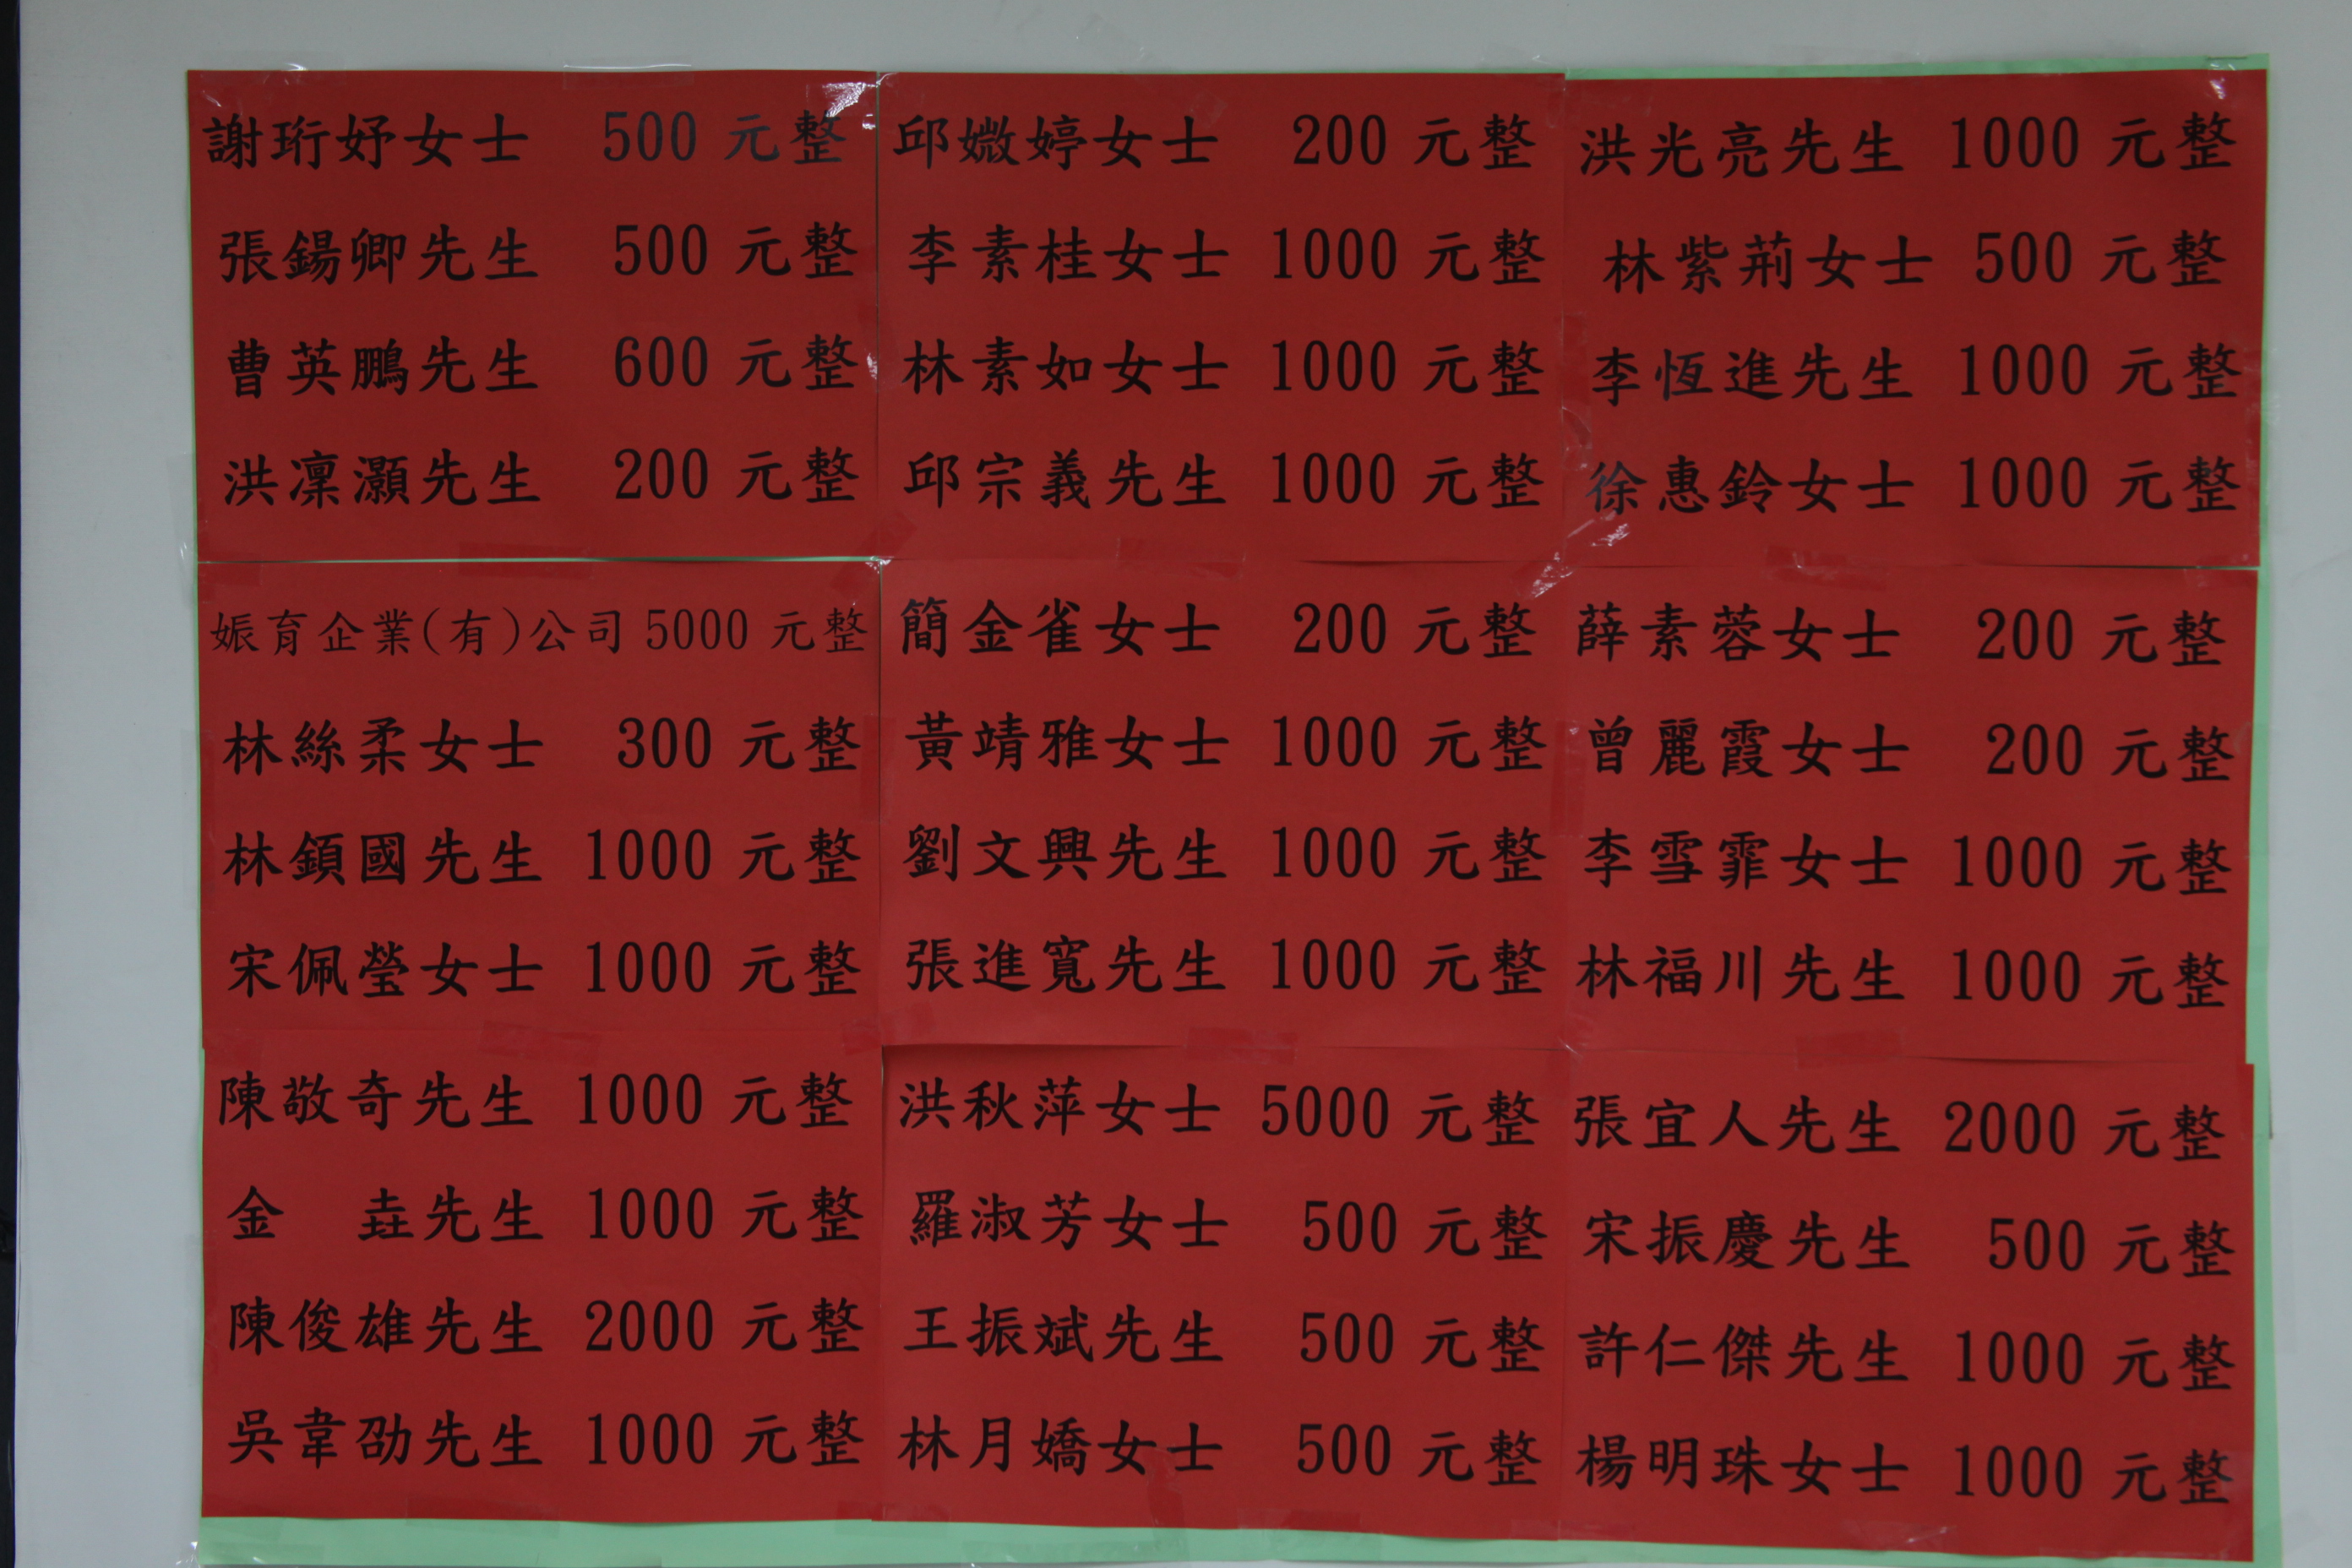 謝珩妤女士 500 元整
張鍚卿先生 500 元整
曹英鵬先生 600 元整
洪凜灝先生 200 元整
邱媺婷女士 200 元整
李素桂女士 1000 元整
林素如女士 1000 元整
邱宗義先生 1000 元整
洪光亮先生 1000 元整
林紫荊女士 500 元整
李恆進先生 1000 元整
徐惠鈴女士 1000 元整
娠育企業(有)公司 5000 元整
林絲柔女士 300 元整
林鍞國先生 1000 元整
宋佩瑩女士 1000 元整
簡金雀女士 200 元整
黃靖雅女士 1000 元整
劉文興先生 1000 元整
張進寬先生 1000 元整
薛素蓉女士 200 元整
曾麗霞女士 200 元整
李雪霏女士 1000 元整
林福川先生 1000 元整
陳敬奇先生 1000 元整
金 垚先生 1000 元整
陳俊雄先生 2000 元整
吳韋劭先生 1000 元整
洪秋萍女士 5000 元整
羅淑芳女士 500 元整
王振斌先生 500 元整
林月嬌女士 500 元整
張宜人先生 2000 元整
宋振慶先生 500 元整
許仁傑先生 1000 元整
楊明珠女士 1000 元整